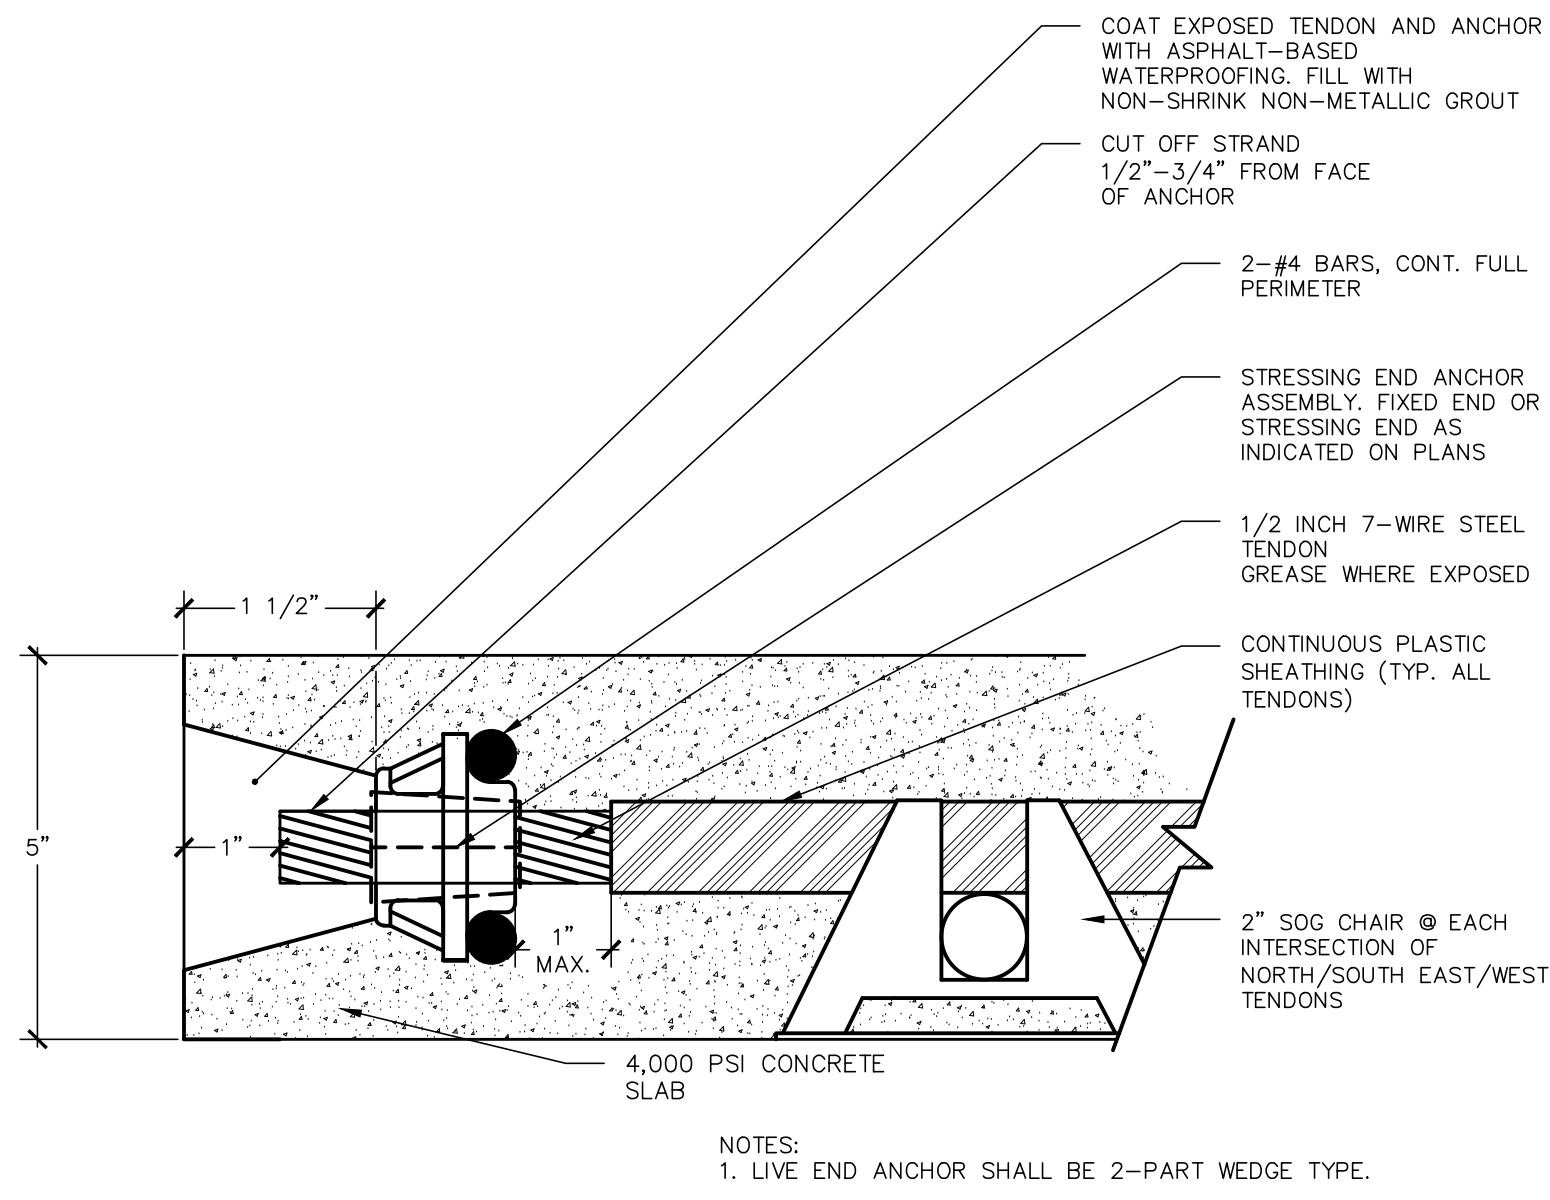 COAT EXPOSED TENDON AND ANCHOR
WITH ASPHALT-BASED
WATERPROOFING. FILL WITH
NON-SHRINK NON-METALLIC GROUT
CUT OFF STRAND
1/2"-3/4" FROM FACE
OF ANCHOR
2-#4 BARS, CONT. FULL
PERIMETER
STRESSING END ANCHOR
ASSEMBLY. FIXED END OR
STRESSING END AS
INDICATED ON PLANS
1/2 INCH 7-WIRE STEEL
TENDON
GREASE WHERE EXPOSED
1 1/2"
CONTINUOUS PLASTIC
SHEATHING (TYP. ALL
TENDONS)
5"
1"
1"
MAX.
2" SOG CHAIR @ EACH
INTERSECTION OF
NORTH/SOUTH EAST/WEST
TENDONS
4,000 PSI CONCRETE
SLAB
NOTES:
1. LIVE END ANCHOR SHALL BE 2-PART WEDGE TYPE.